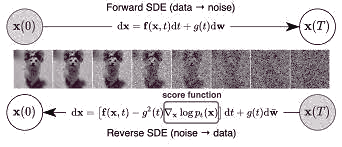 Forward SDE (data → noise)
x(0) dx = f(x, t)dt + g(t)dw x(T)
score function
x(0) dx = [f(x, t) − g²(t)∇ₓ log pₜ(x)] dt + g(t)dw̄ x(T)
Reverse SDE (noise → data)